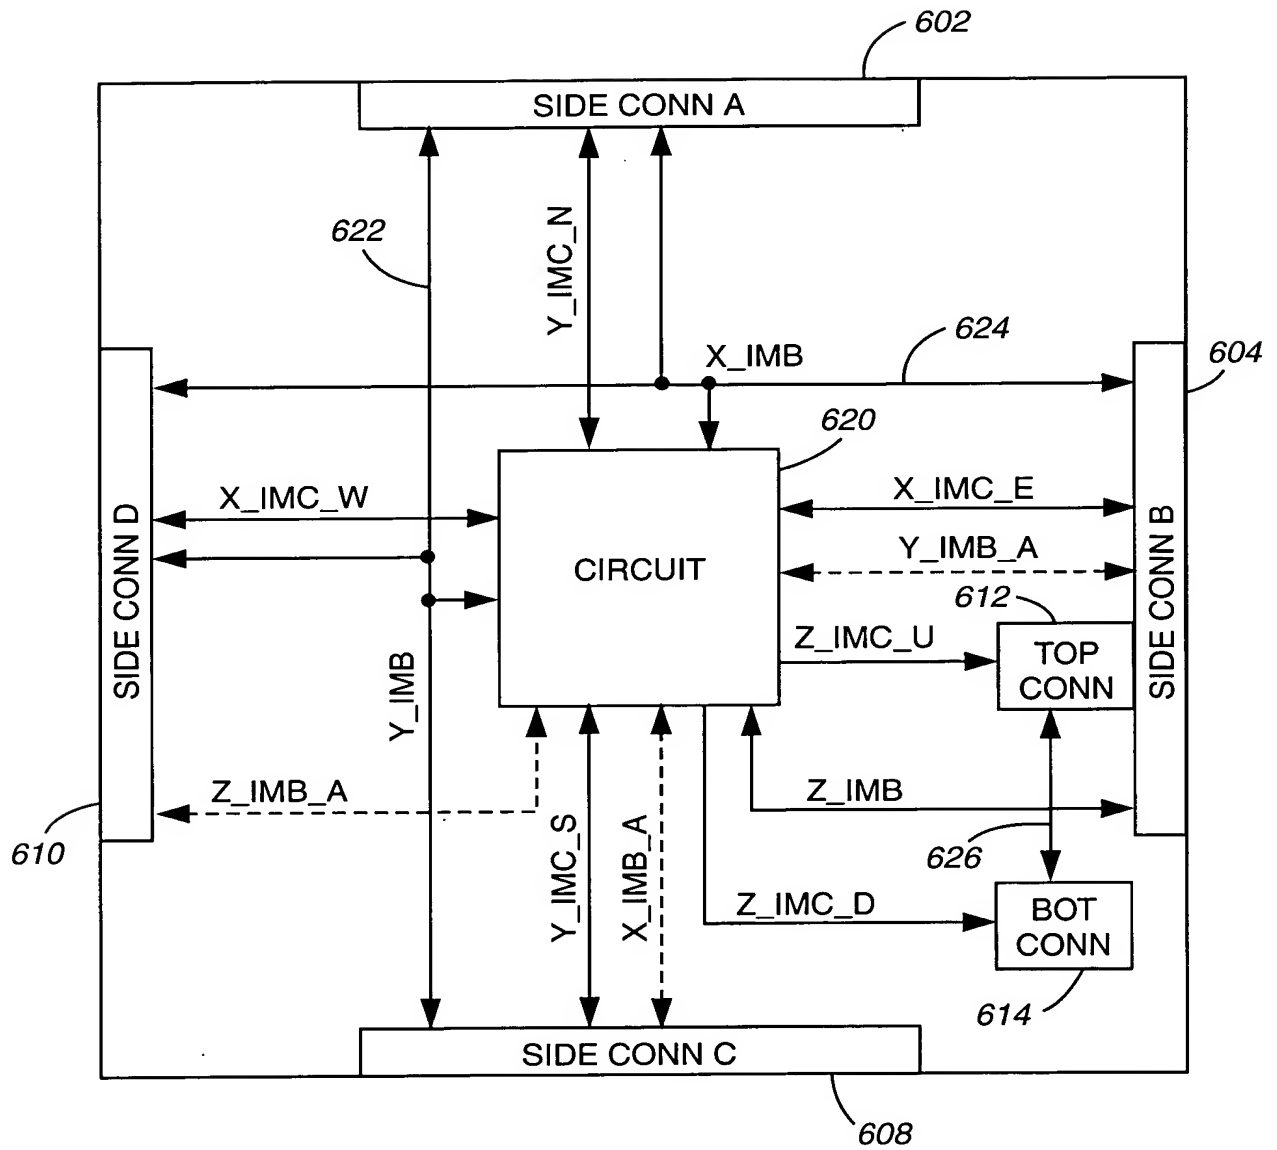 602
SIDE CONN A
622
Y_IMC_N
X_IMB
624
604
620
SIDE CONN D
X_IMC_W
X_IMC_E
CIRCUIT
Y_IMB_A
612
SIDE CONN B
Z_IMC_U
TOP
CONN
Y_IMB
Z_IMB_A
Z_IMB
610
Y_IMC_S
X_IMB_A
626
Z_IMC_D
BOT
CONN
614
SIDE CONN C
608